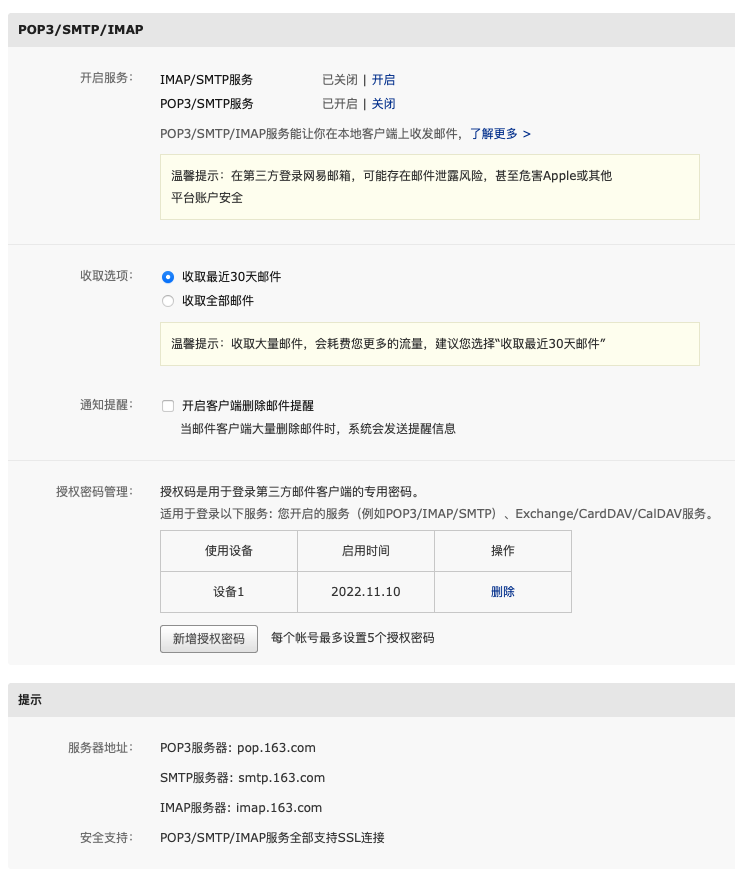 POP3/SMTP/IMAP
开启服务： IMAP/SMTP服务 已关闭 | 开启
POP3/SMTP服务 已开启 | 关闭
POP3/SMTP/IMAP服务能让你在本地客户端上收发邮件，了解更多 >
温馨提示：在第三方登录网易邮箱，可能存在邮件泄露风险，甚至危害Apple或其他
平台账户安全
收取选项： 收取最近30天邮件
收取全部邮件
温馨提示：收取大量邮件，会耗费您更多的流量，建议您选择“收取最近30天邮件”
通知提醒： 开启客户端删除邮件提醒
当邮件客户端大量删除邮件时，系统会发送提醒信息
授权密码管理： 授权码是用于登录第三方邮件客户端的专用密码。
适用于登录以下服务: 您开启的服务（例如POP3/IMAP/SMTP）、Exchange/CardDAV/CalDAV服务。
使用设备 启用时间 操作
设备1 2022.11.10 删除
新增授权密码 每个帐号最多设置5个授权密码
提示
服务器地址： POP3服务器: pop.163.com
SMTP服务器: smtp.163.com
IMAP服务器: imap.163.com
安全支持： POP3/SMTP/IMAP服务全部支持SSL连接